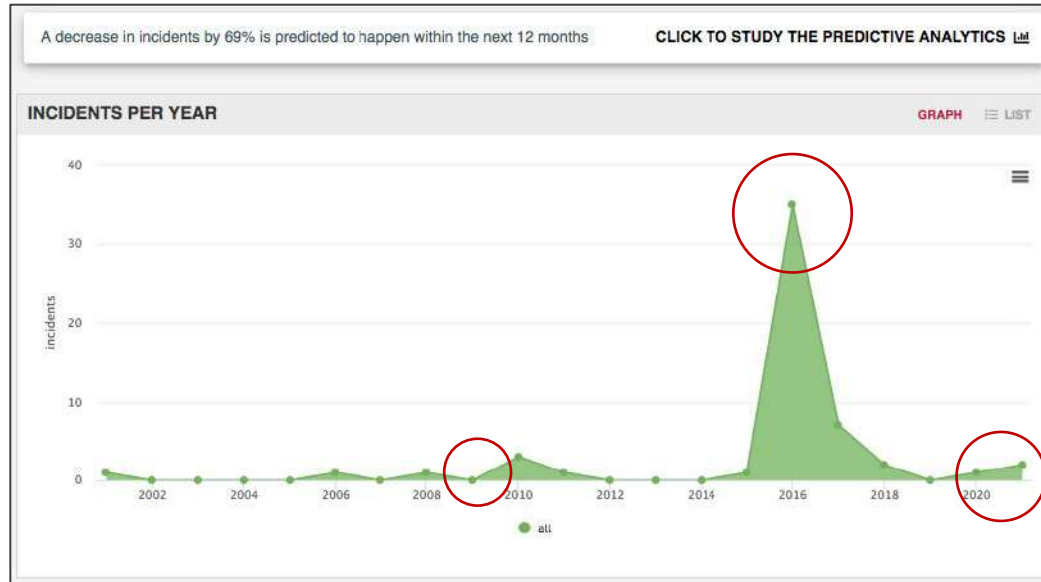 A decrease in incidents by 69% is predicted to happen within the next 12 months CLICK TO STUDY THE PREDICTIVE ANALYTICS
INCIDENTS PER YEAR GRAPH LIST
40
30
20
10
0
incidents
2002 2004 2006 2008 2010 2012 2014 2016 2018 2020
all